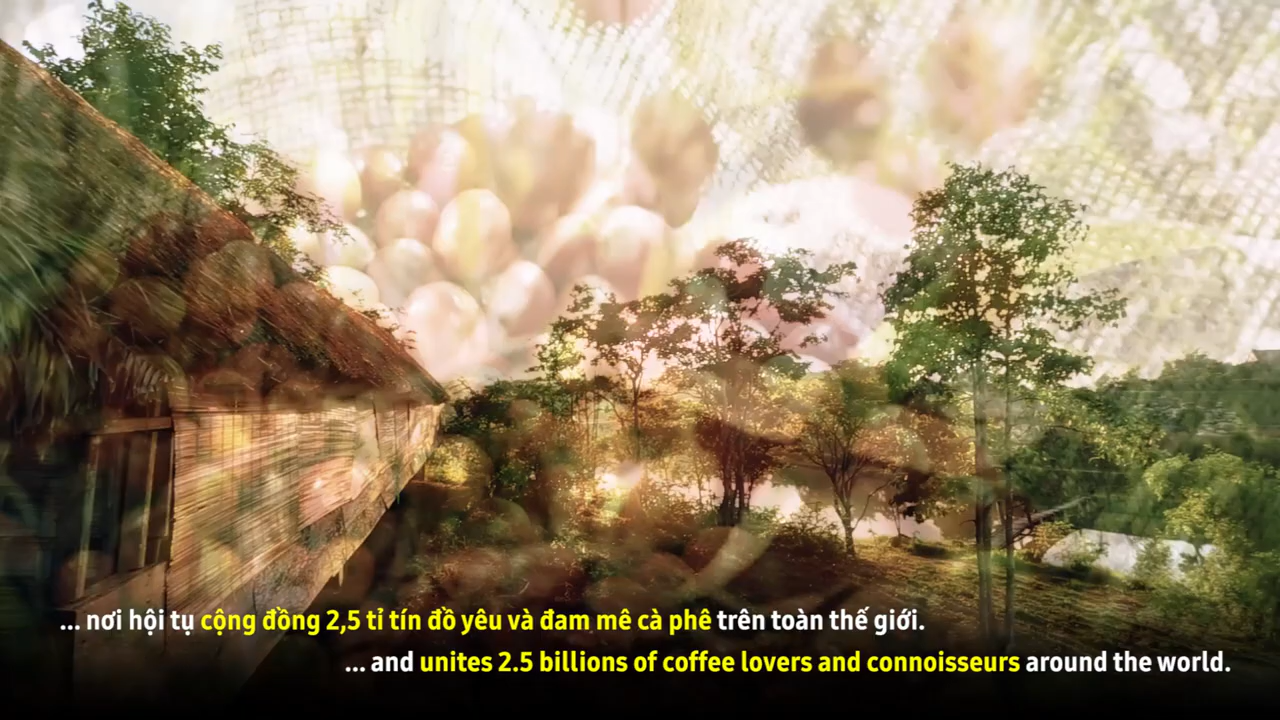 ... nơi hội tụ cộng đồng 2,5 tỉ tín đồ yêu và đam mê cà phê trên toàn thế giới.
... and unites 2.5 billions of coffee lovers and connoisseurs around the world.